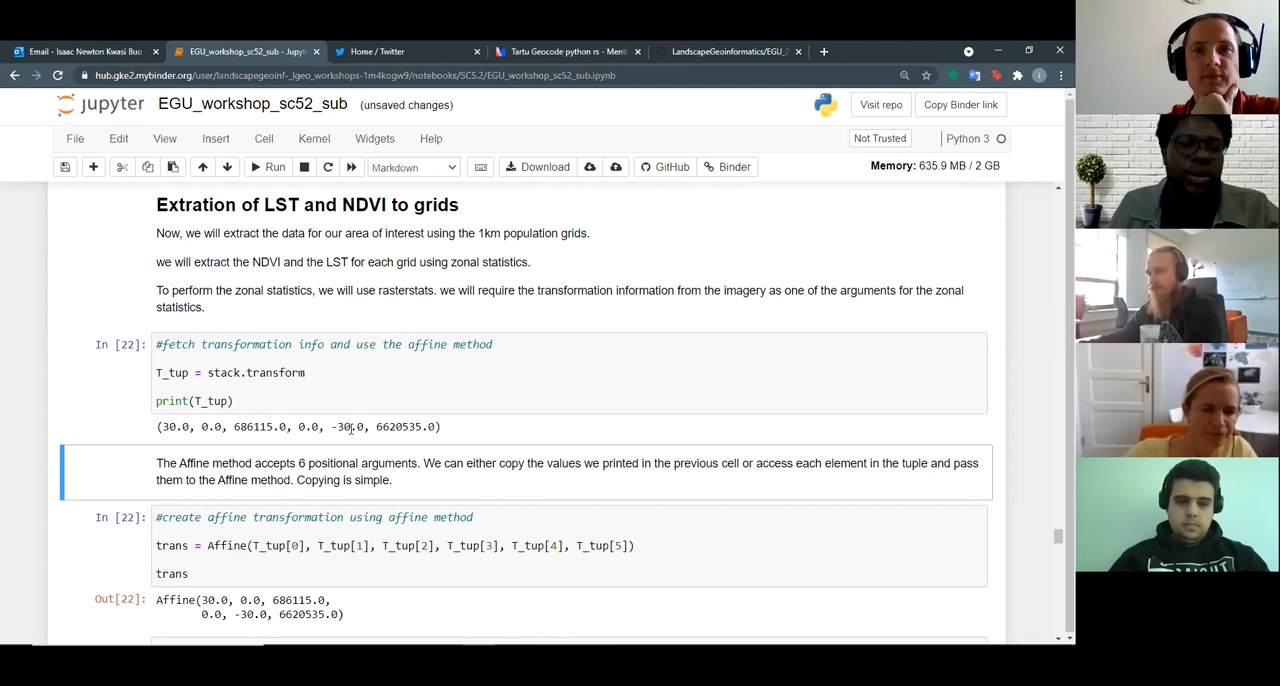 Email - Isaac Newton Kwasi Buo
EGU_workshop_sc52_sub - Jupyt
Home / Twitter
Tartu Geocode python rs - Menti
LandscapeGeoinformatics/EGU_2
hub.gke2.mybinder.org/user/landscapegeoinf-_lgeo_workshops-1m4kogw9/notebooks/SC5.2/EGU_workshop_sc52_sub.ipynb
jupyter EGU_workshop_sc52_sub (unsaved changes)
Visit repo
Copy Binder link
File Edit View Insert Cell Kernel Widgets Help
Not Trusted
Python 3
Run
Markdown
Download
GitHub
Binder
Memory: 635.9 MB / 2 GB
Extration of LST and NDVI to grids
Now, we will extract the data for our area of interest using the 1km population grids.
we will extract the NDVI and the LST for each grid using zonal statistics.
To perform the zonal statistics, we will use rasterstats. we will require the transformation information from the imagery as one of the arguments for the zonal
statistics.
In [22]: #fetch transformation info and use the affine method
T_tup = stack.transform
print(T_tup)
(30.0, 0.0, 686115.0, 0.0, -30.0, 6620535.0)
The Affine method accepts 6 positional arguments. We can either copy the values we printed in the previous cell or access each element in the tuple and pass
them to the Affine method. Copying is simple.
In [22]: #create affine transformation using affine method
trans = Affine(T_tup[0], T_tup[1], T_tup[2], T_tup[3], T_tup[4], T_tup[5])
trans
Out[22]: Affine(30.0, 0.0, 686115.0,
0.0, -30.0, 6620535.0)